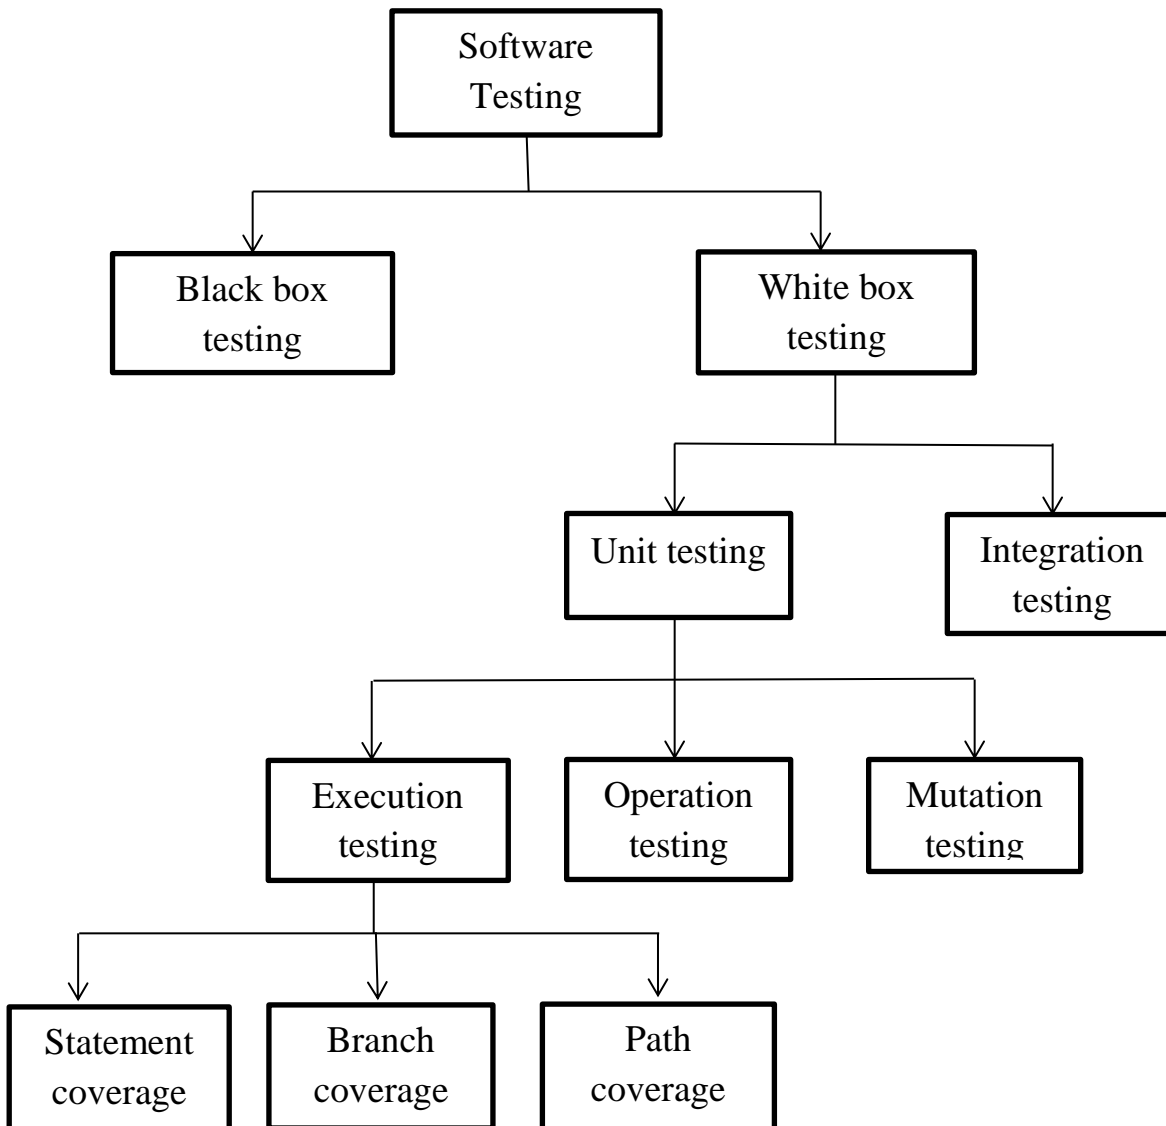 Software
Testing
Black box
testing
White box
testing
Unit testing
Integration
testing
Execution
testing
Operation
testing
Mutation
testing
Statement
coverage
Branch
coverage
Path
coverage